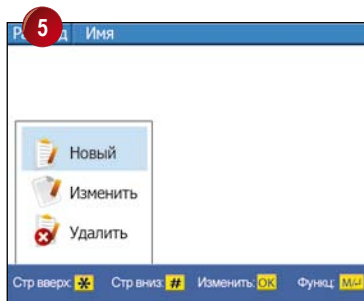 5
Имя
Новый
Изменить
Удалить
Стр вверх: * Стр вниз: # Изменить: OK Функц: M/↵